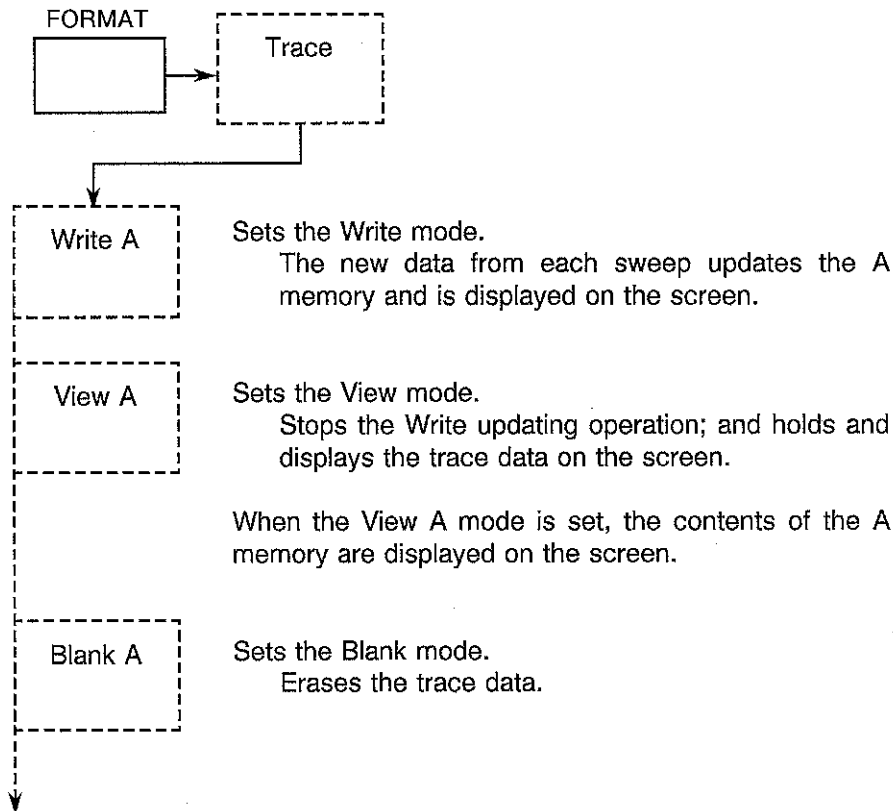 FORMAT
Trace
Write A
Sets the Write mode.
The new data from each sweep updates the A
memory and is displayed on the screen.
View A
Sets the View mode.
Stops the Write updating operation; and holds and
displays the trace data on the screen.
When the View A mode is set, the contents of the A
memory are displayed on the screen.
Blank A
Sets the Blank mode.
Erases the trace data.